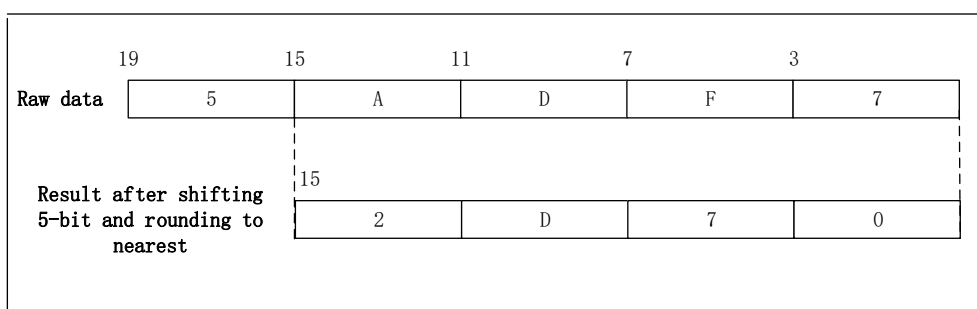 19 15 11 7 3
Raw data 5 A D F 7
15
Result after shifting
5-bit and rounding to
nearest
2 D 7 0